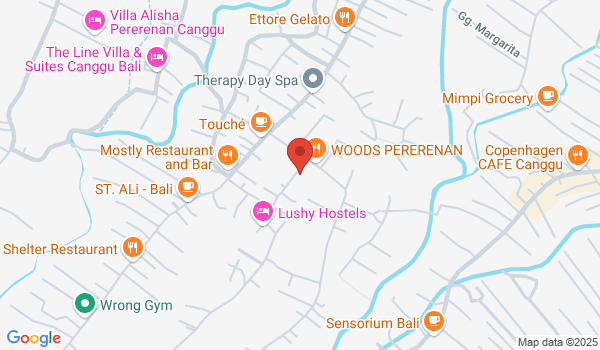 Villa Alisha
Pererenan Canggu
Ettore Gelato
Gg. Margarita
The Line Villa &
Suites Canggu Bali
Therapy Day Spa
Mimpi Grocery
Touché
Mostly Restaurant
and Bar
WOODS PERERENAN
Copenhagen
CAFE Canggu
ST. ALi - Bali
Lushy Hostels
Shelter Restaurant
Wrong Gym
Sensorium Bali
Google
Map data ©2025